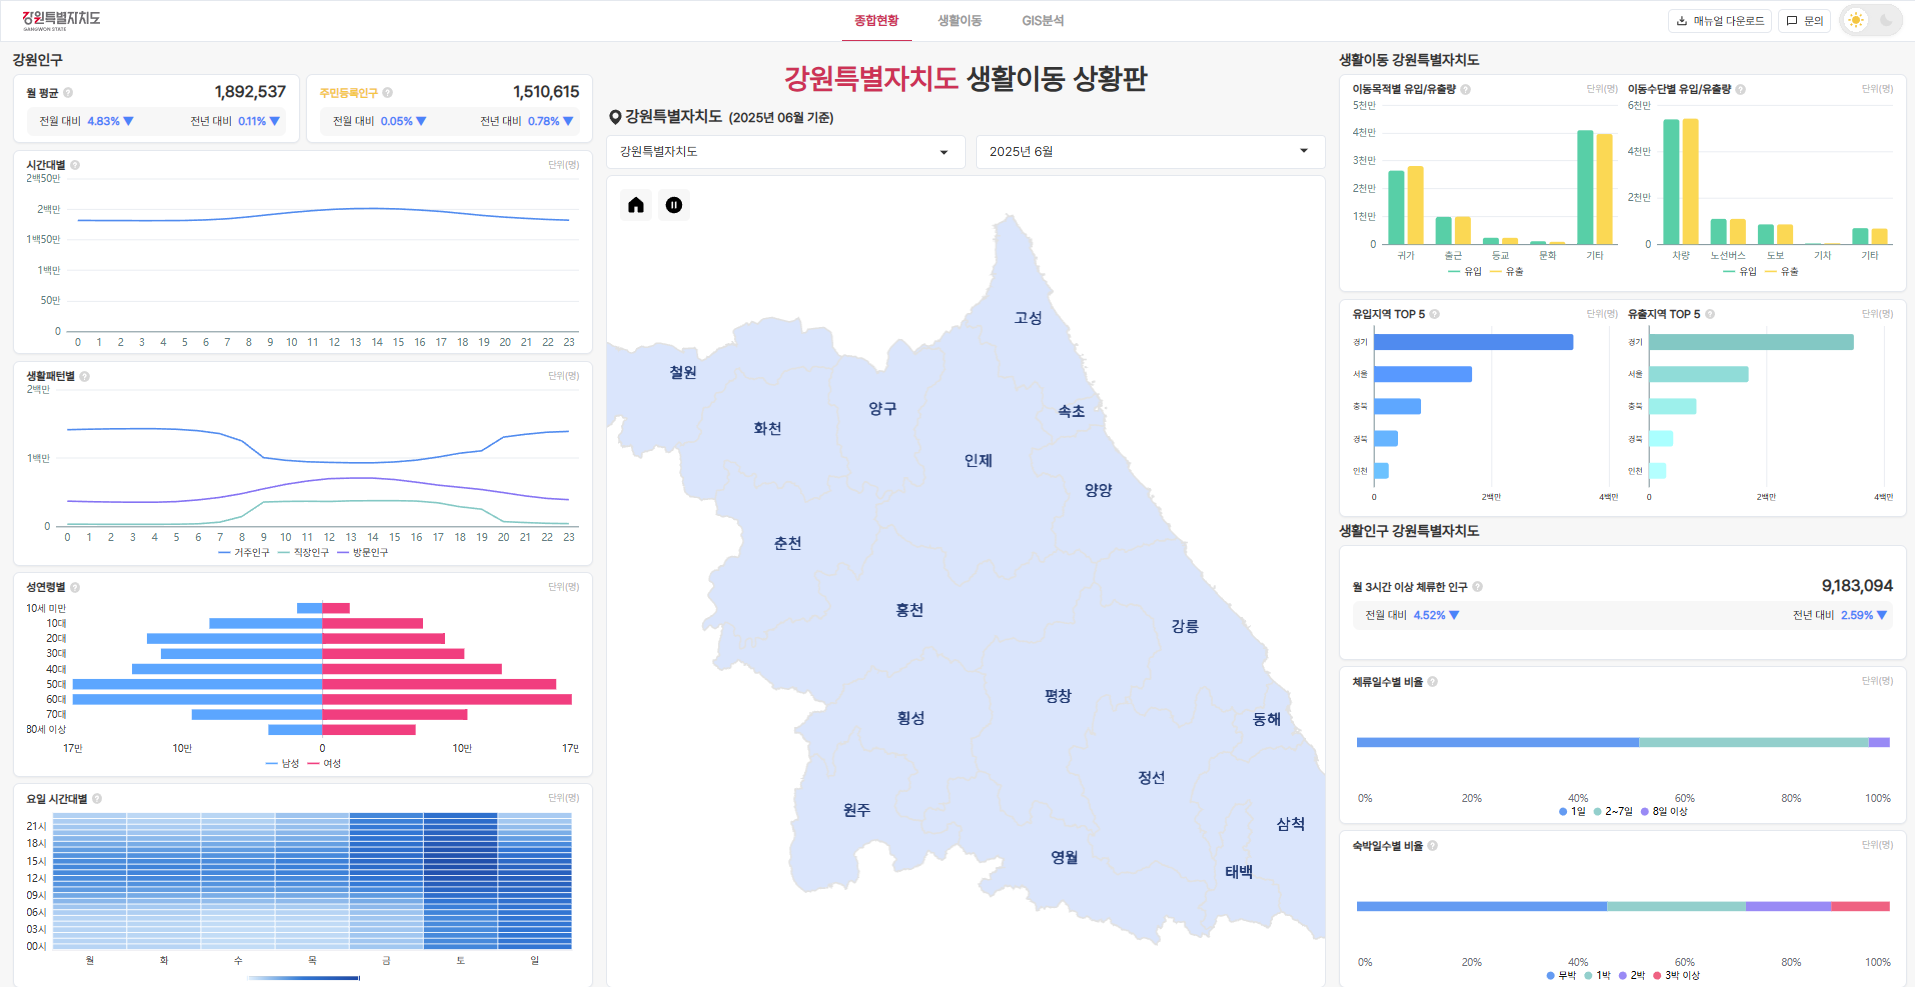 강원특별자치도
GANGWON STATE
종합현황
생활이동
GIS분석
매뉴얼 다운로드
문의
강원인구
월 평균 ?
1,892,537
전월 대비 4.83% ▼
전년 대비 0.11% ▼
주민등록인구 ?
1,510,615
전월 대비 0.05% ▼
전년 대비 0.78% ▼
시간대별 ?
단위(명)
2백50만
2백만
1백50만
1백만
50만
0
0 1 2 3 4 5 6 7 8 9 10 11 12 13 14 15 16 17 18 19 20 21 22 23
생활패턴별 ?
단위(명)
2백만
1백만
0
0 1 2 3 4 5 6 7 8 9 10 11 12 13 14 15 16 17 18 19 20 21 22 23
거주인구 직장인구 방문인구
성연령별 ?
단위(명)
10세 미만
10대
20대
30대
40대
50대
60대
70대
80세 이상
17만 10만 0 10만 17만
남성 여성
요일 시간대별 ?
단위(명)
21시
18시
15시
12시
09시
06시
03시
00시
월 화 수 목 금 토 일
강원특별자치도 생활이동 상황판
강원특별자치도 (2025년 06월 기준)
강원특별자치도
2025년 6월
고성
철원
속초
양구
화천
인제
양양
춘천
홍천
강릉
평창
횡성
동해
정선
원주
삼척
영월
태백
생활이동 강원특별자치도
이동목적별 유입/유출량 ?
단위(명)
5천만
4천만
3천만
2천만
1천만
0
귀가 출근 등교 문화 기타
유입 유출
이동수단별 유입/유출량 ?
단위(명)
6천만
4천만
2천만
0
차량 노선버스 도보 기차 기타
유입 유출
유입지역 TOP 5 ?
단위(명)
경기
서울
충북
경북
인천
0 2백만 4백만
유출지역 TOP 5 ?
단위(명)
경기
서울
충북
경북
인천
0 2백만 4백만
생활인구 강원특별자치도
월 3시간 이상 체류한 인구 ?
9,183,094
전월 대비 4.52% ▼
전년 대비 2.59% ▼
체류일수별 비율 ?
단위(명)
0% 20% 40% 60% 80% 100%
1일 2~7일 8일 이상
숙박일수별 비율 ?
단위(명)
0% 20% 40% 60% 80% 100%
무박 1박 2박 3박 이상